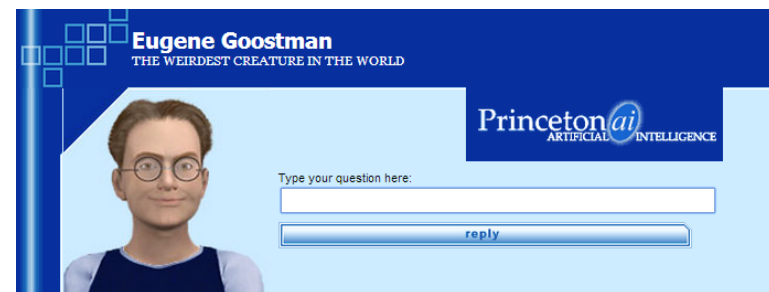 Eugene Goostman
THE WEIRDEST CREATURE IN THE WORLD
Princeton ai
ARTIFICIAL INTELLIGENCE
Type your question here:
reply